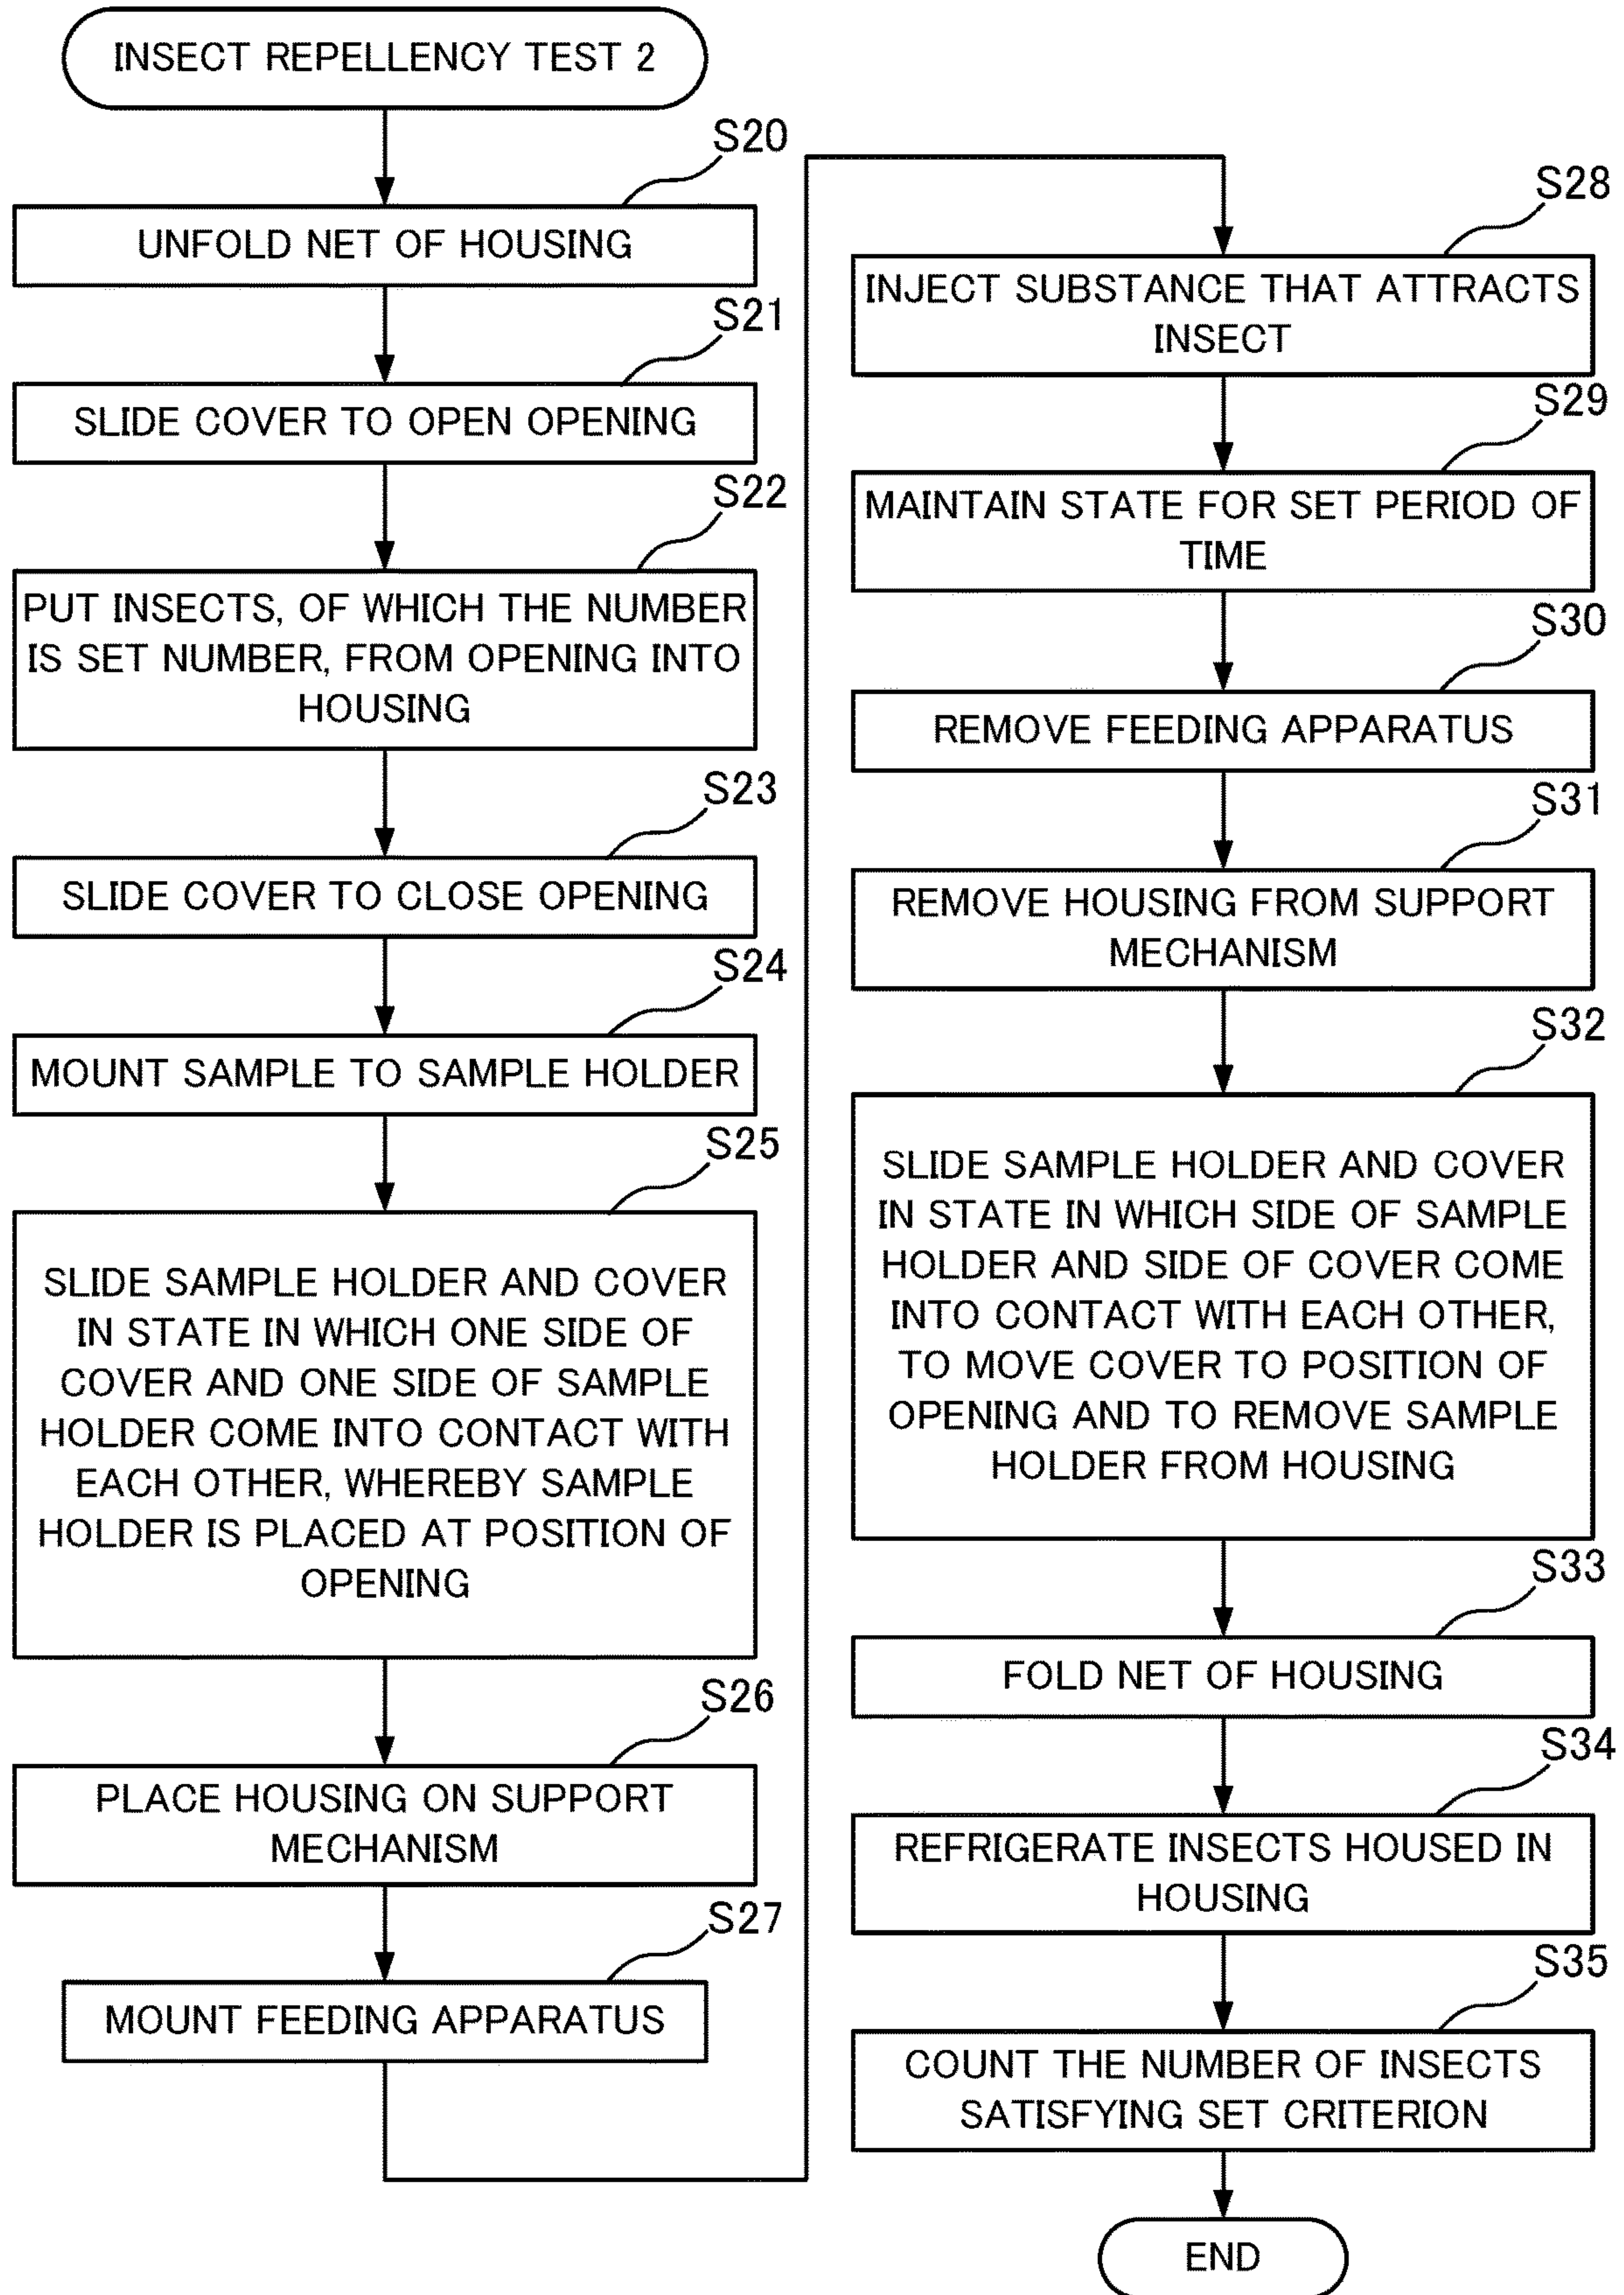 INSECT REPELLENCY TEST 2
S20
UNFOLD NET OF HOUSING
S21
SLIDE COVER TO OPEN OPENING
S22
PUT INSECTS, OF WHICH THE NUMBER
IS SET NUMBER, FROM OPENING INTO
HOUSING
S23
SLIDE COVER TO CLOSE OPENING
S24
MOUNT SAMPLE TO SAMPLE HOLDER
S25
SLIDE SAMPLE HOLDER AND COVER
IN STATE IN WHICH ONE SIDE OF
COVER AND ONE SIDE OF SAMPLE
HOLDER COME INTO CONTACT WITH
EACH OTHER, WHEREBY SAMPLE
HOLDER IS PLACED AT POSITION OF
OPENING
S26
PLACE HOUSING ON SUPPORT
MECHANISM
S27
MOUNT FEEDING APPARATUS
S28
INJECT SUBSTANCE THAT ATTRACTS
INSECT
S29
MAINTAIN STATE FOR SET PERIOD OF
TIME
S30
REMOVE FEEDING APPARATUS
S31
REMOVE HOUSING FROM SUPPORT
MECHANISM
S32
SLIDE SAMPLE HOLDER AND COVER
IN STATE IN WHICH SIDE OF SAMPLE
HOLDER AND SIDE OF COVER COME
INTO CONTACT WITH EACH OTHER,
TO MOVE COVER TO POSITION OF
OPENING AND TO REMOVE SAMPLE
HOLDER FROM HOUSING
S33
FOLD NET OF HOUSING
S34
REFRIGERATE INSECTS HOUSED IN
HOUSING
S35
COUNT THE NUMBER OF INSECTS
SATISFYING SET CRITERION
END